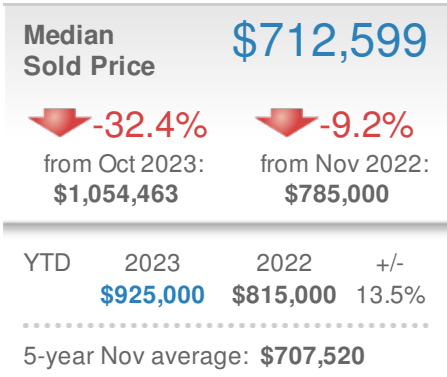 Median $712,599
Sold Price
-32.4% -9.2%
from Oct 2023: from Nov 2022:
$1,054,463 $785,000
YTD 2023 2022 +/-
$925,000 $815,000 13.5%
5-year Nov average: $707,520